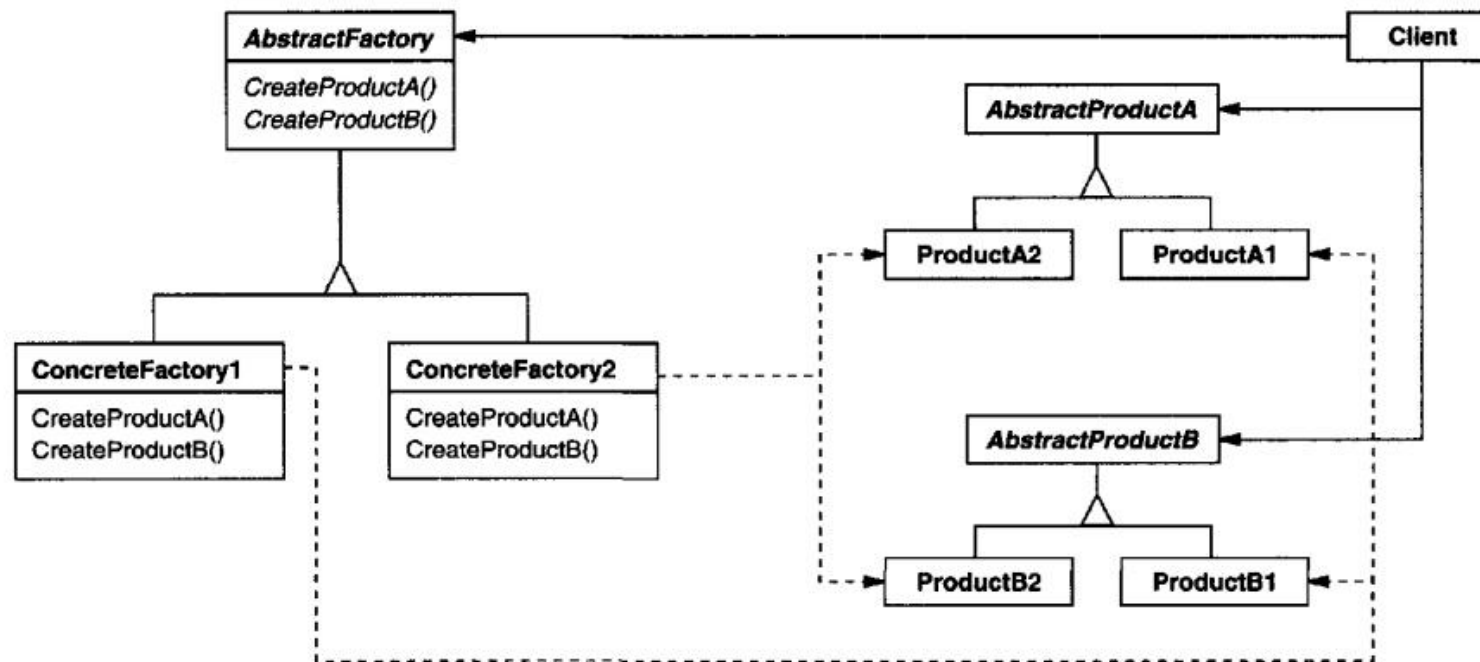 AbstractFactory
CreateProductA()
CreateProductB()
Client
AbstractProductA
ProductA2
ProductA1
ConcreteFactory1
CreateProductA()
CreateProductB()
ConcreteFactory2
CreateProductA()
CreateProductB()
AbstractProductB
ProductB2
ProductB1